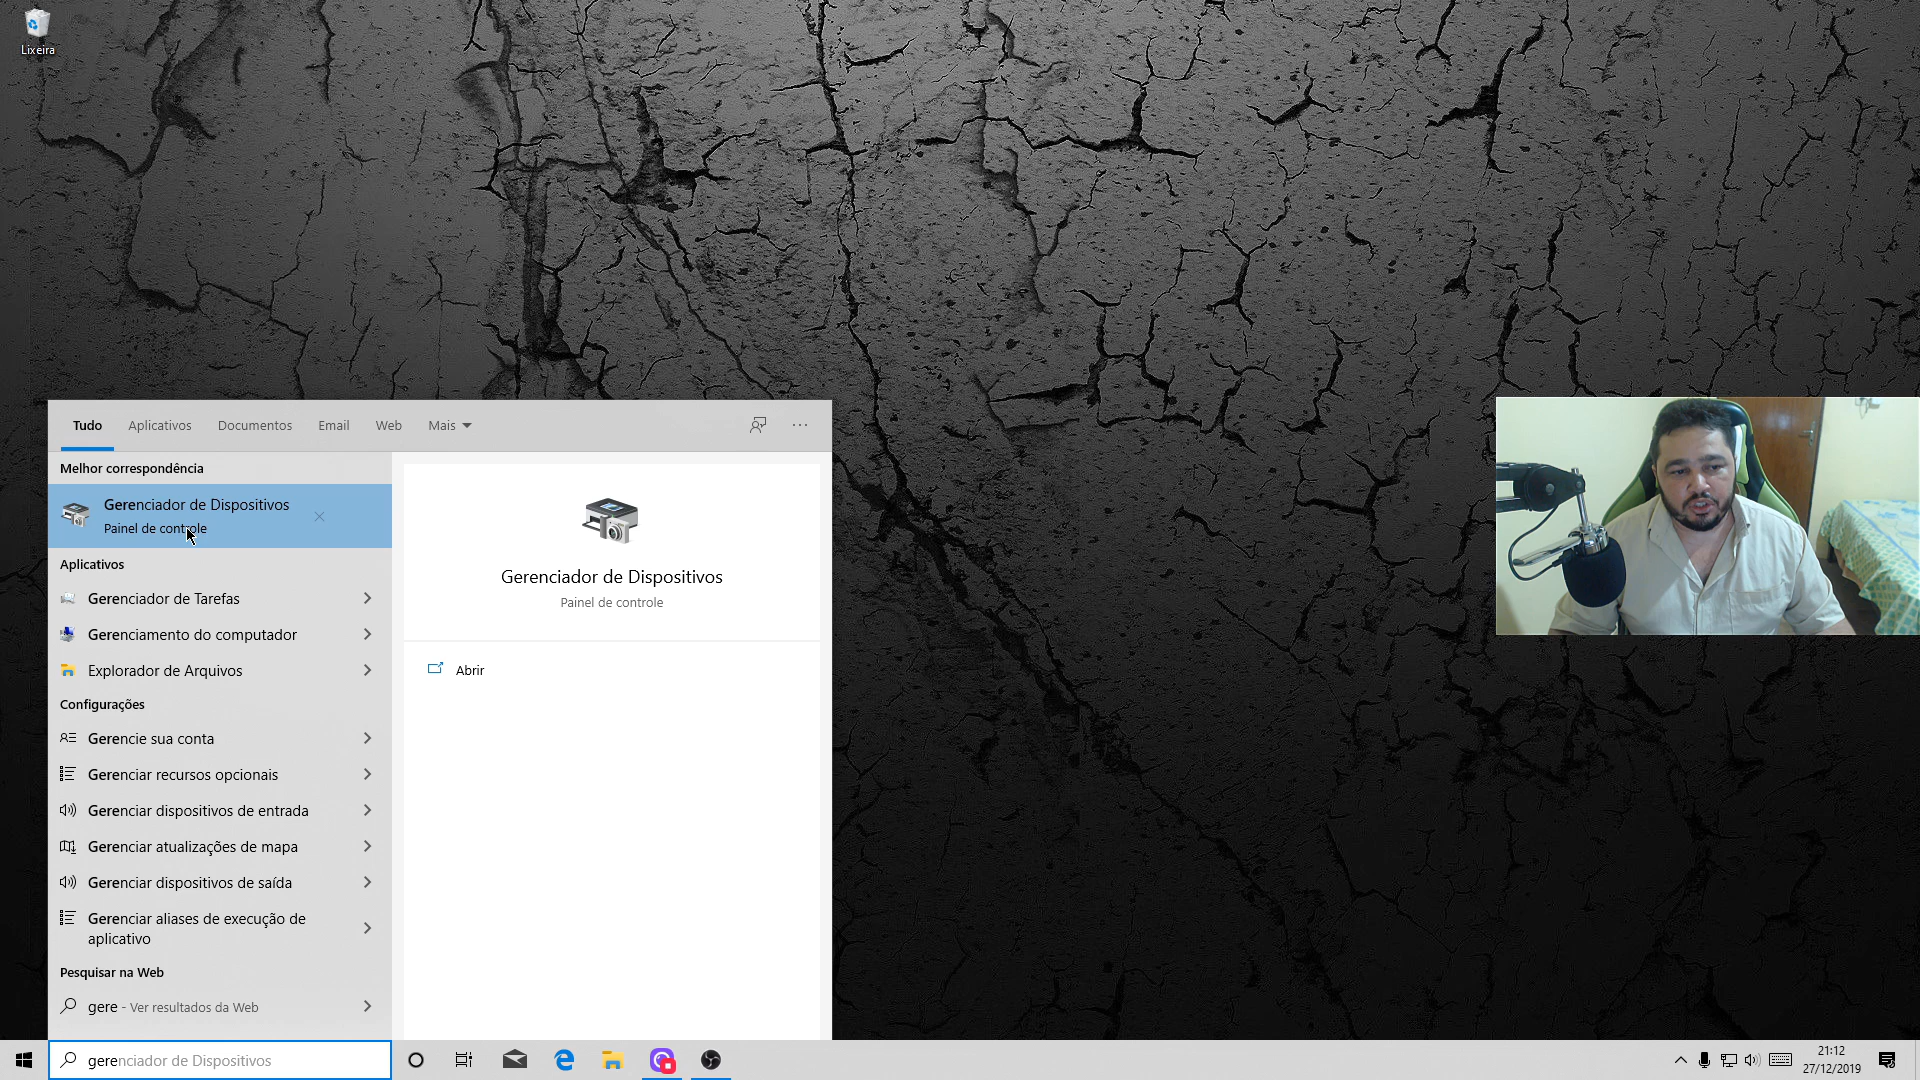 Lixeira
Tudo
Aplicativos
Documentos
Email
Web
Mais
Melhor correspondência
Gerenciador de Dispositivos
Painel de controle
Aplicativos
Gerenciador de Tarefas
Gerenciamento do computador
Explorador de Arquivos
Configurações
Gerencie sua conta
Gerenciar recursos opcionais
Gerenciar dispositivos de entrada
Gerenciar atualizações de mapa
Gerenciar dispositivos de saída
Gerenciar aliases de execução de
aplicativo
Pesquisar na Web
gere - Ver resultados da Web
Gerenciador de Dispositivos
Painel de controle
Abrir
gerenciador de Dispositivos
21:12
27/12/2019